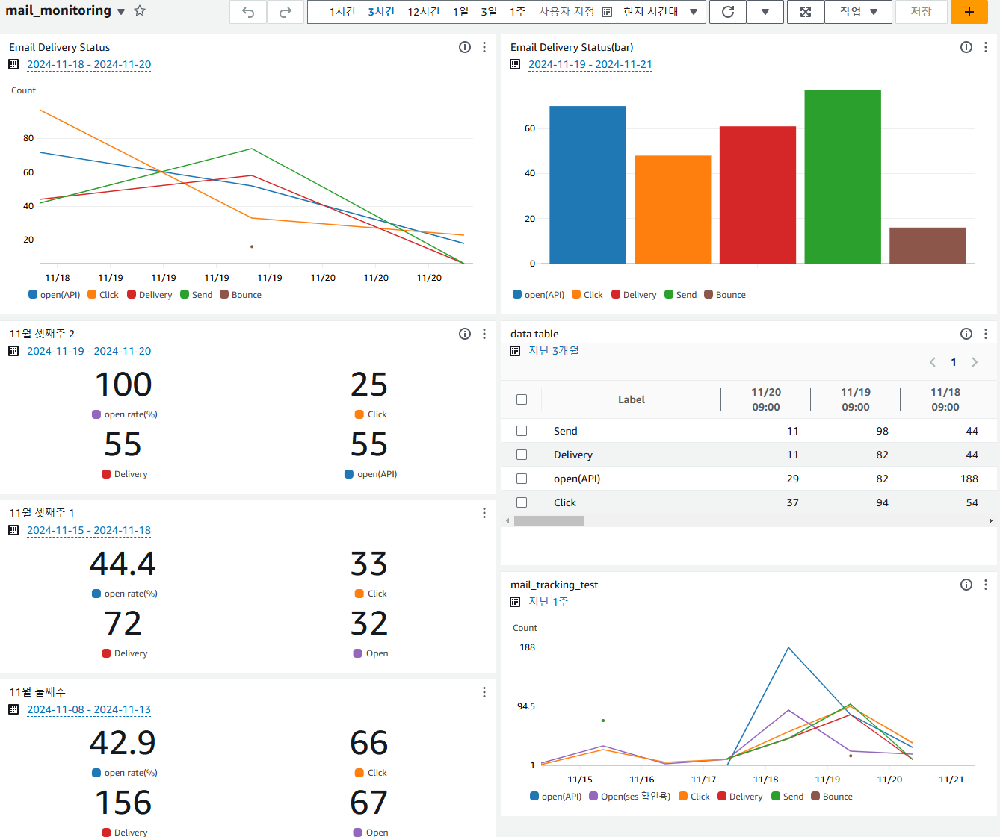 mail_monitoring
1시간 3시간 12시간 1일 3일 1주 사용자 지정 현지 시간대 작업 저장
Email Delivery Status
2024-11-18 - 2024-11-20
Count
80
60
40
20
11/18 11/19 11/19 11/19 11/19 11/20 11/20 11/20
open(API) Click Delivery Send Bounce
Email Delivery Status(bar)
2024-11-19 - 2024-11-21
60
40
20
0
open(API) Click Delivery Send Bounce
11월 셋째주 2
2024-11-19 - 2024-11-20
100 25
open rate(%) Click
55 55
Delivery open(API)
data table
지난 3개월
1
Label 11/20 09:00 11/19 09:00 11/18 09:00
Send 11 98 44
Delivery 11 82 44
open(API) 29 82 188
Click 37 94 54
11월 셋째주 1
2024-11-15 - 2024-11-18
44.4 33
open rate(%) Click
72 32
Delivery Open
mail_tracking_test
지난 1주
Count
188
94.5
1
11/15 11/16 11/17 11/18 11/19 11/20 11/21
open(API) Open(ses 확인용) Click Delivery Send Bounce
11월 둘째주
2024-11-08 - 2024-11-13
42.9 66
open rate(%) Click
156 67
Delivery Open